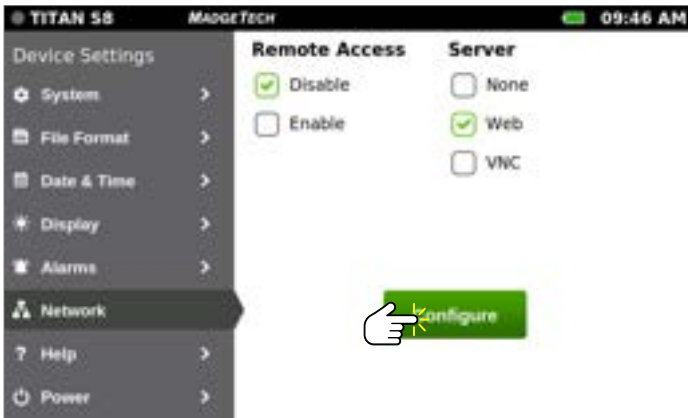 TITAN S8 MADGETECH 09:46 AM
Device Settings
System
File Format
Date & Time
Display
Alarms
Network
? Help
Power
Remote Access
Disable
Enable
Server
None
Web
VNC
onfigure